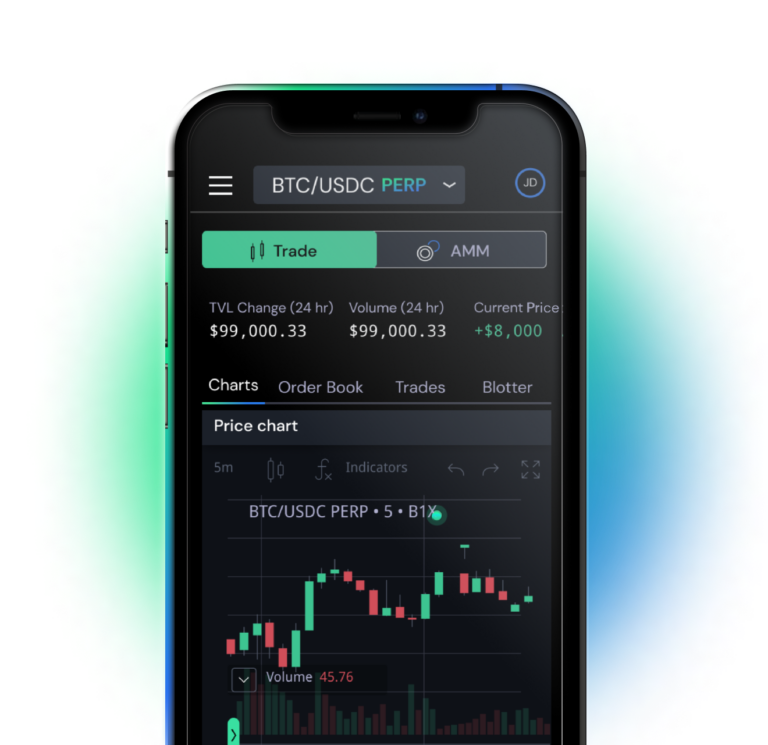 BTC/USDC PERP
JD
Trade
AMM
TVL Change (24 hr) Volume (24 hr) Current Price
$99,000.33 $99,000.33 +$8,000
Charts Order Book Trades Blotter
Price chart
5m fx Indicators
BTC/USDC PERP • 5 • B1X
Volume 45.76